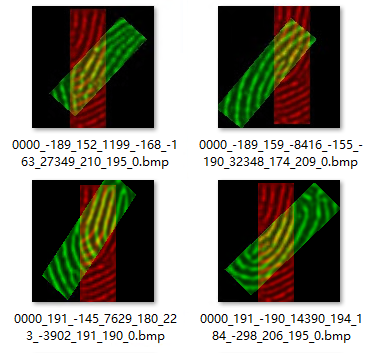 0000_-189_152_1199_-168_-1
63_27349_210_195_0.bmp
0000_-189_159_-8416_-155_-
190_32348_174_209_0.bmp
0000_191_-145_7629_180_22
3_-3902_191_190_0.bmp
0000_191_-190_14390_194_1
84_-298_206_195_0.bmp